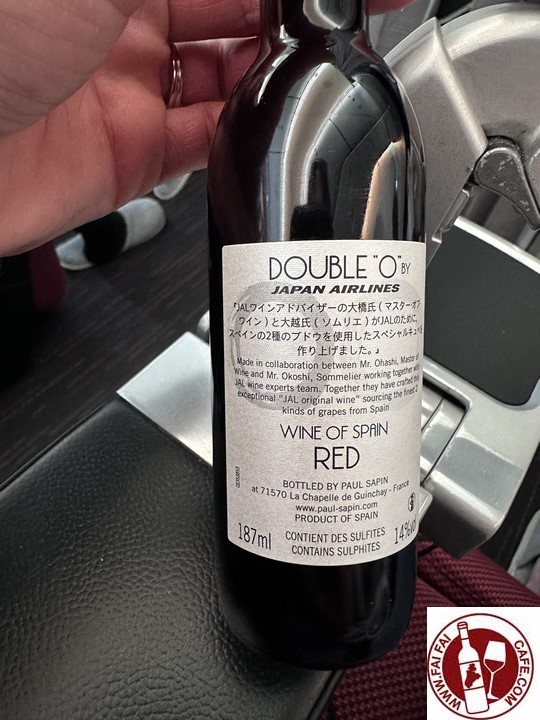 DOUBLE "O" BY
JAPAN AIRLINES
『JALワインアドバイザーの大橋氏（マスター·オブ·
ワイン）と大越氏（ソムリエ）がJALのために、
スペインの2種のブドウを使用したスペシャルキュベを
作り上げました。』
Made in collaboration between Mr. Ohashi, Master of
Wine and Mr. Okoshi, Sommelier working together with
JAL wine experts team. Together they have crafted this
exceptional "JAL original wine" sourcing the finest 2
kinds of grapes from Spain
WINE OF SPAIN
RED
BOTTLED BY PAUL SAPIN
at 71570 La Chapelle de Guinchay - France
www.paul-sapin.com
PRODUCT OF SPAIN
187ml
CONTIENT DES SULFITES
CONTAINS SULPHITES
14%vol
WWW.FAI FAI CAFE.COM